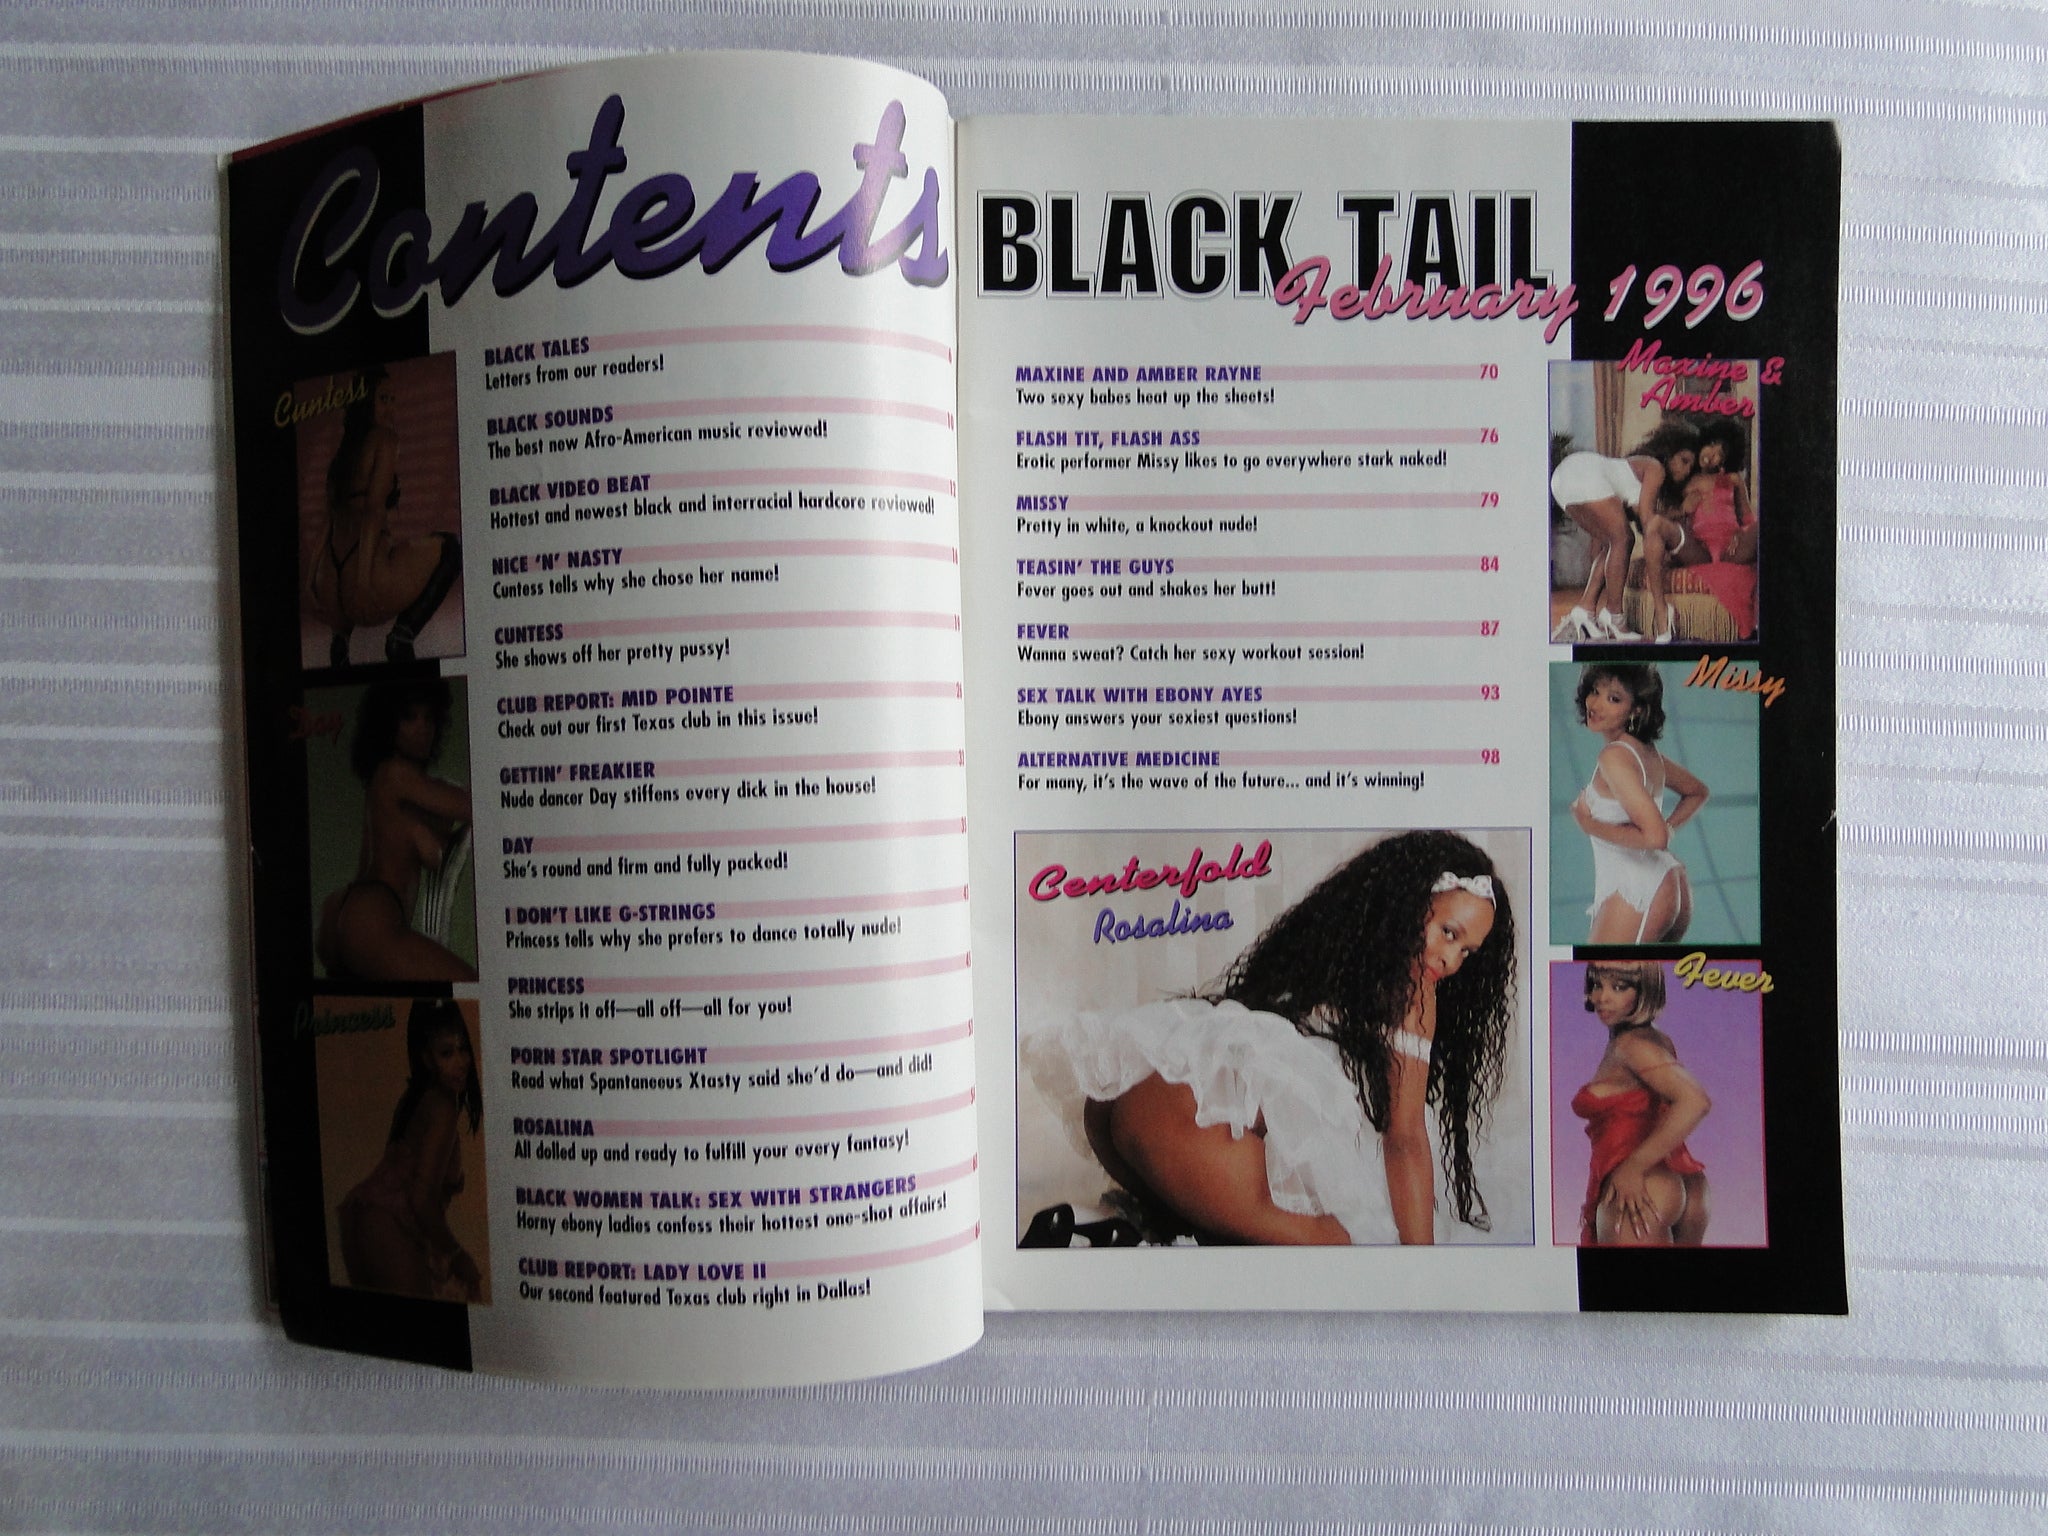 Contents
Cuntess
Day
Princess
BLACK TALES
Letters from our readers!
BLACK SOUNDS
The best new Afro-American music reviewed!
BLACK VIDEO BEAT
Hottest and newest black and interracial hardcore reviewed!
NICE 'N' NASTY
Cuntess tells why she chose her name!
CUNTESS
She shows off her pretty pussy!
CLUB REPORT: MID POINTE
Check out our first Texas club in this issue!
GETTIN' FREAKIER
Nude dancer Day stiffens every dick in the house!
DAY
She's round and firm and fully packed!
I DON'T LIKE G-STRINGS
Princess tells why she prefers to dance totally nude!
PRINCESS
She strips it off—all off—all for you!
PORN STAR SPOTLIGHT
Read what Spontaneous Xtasty said she'd do—and did!
ROSALINA
All dolled up and ready to fulfill your every fantasy!
BLACK WOMEN TALK: SEX WITH STRANGERS
Horny ebony ladies confess their hottest one-shot affairs!
CLUB REPORT: LADY LOVE II
Our second featured Texas club right in Dallas!
BLACK TAIL
February 1996
MAXINE AND AMBER RAYNE 70
Two sexy babes heat up the sheets!
FLASH TIT, FLASH ASS 76
Erotic performer Missy likes to go everywhere stark naked!
MISSY 79
Pretty in white, a knockout nude!
TEASIN' THE GUYS 84
Fever goes out and shakes her butt!
FEVER 87
Wanna sweat? Catch her sexy workout session!
SEX TALK WITH EBONY AYES 93
Ebony answers your sexiest questions!
ALTERNATIVE MEDICINE 98
For many, it's the wave of the future... and it's winning!
Centerfold
Rosalina
Maxine &
Amber
Missy
Fever